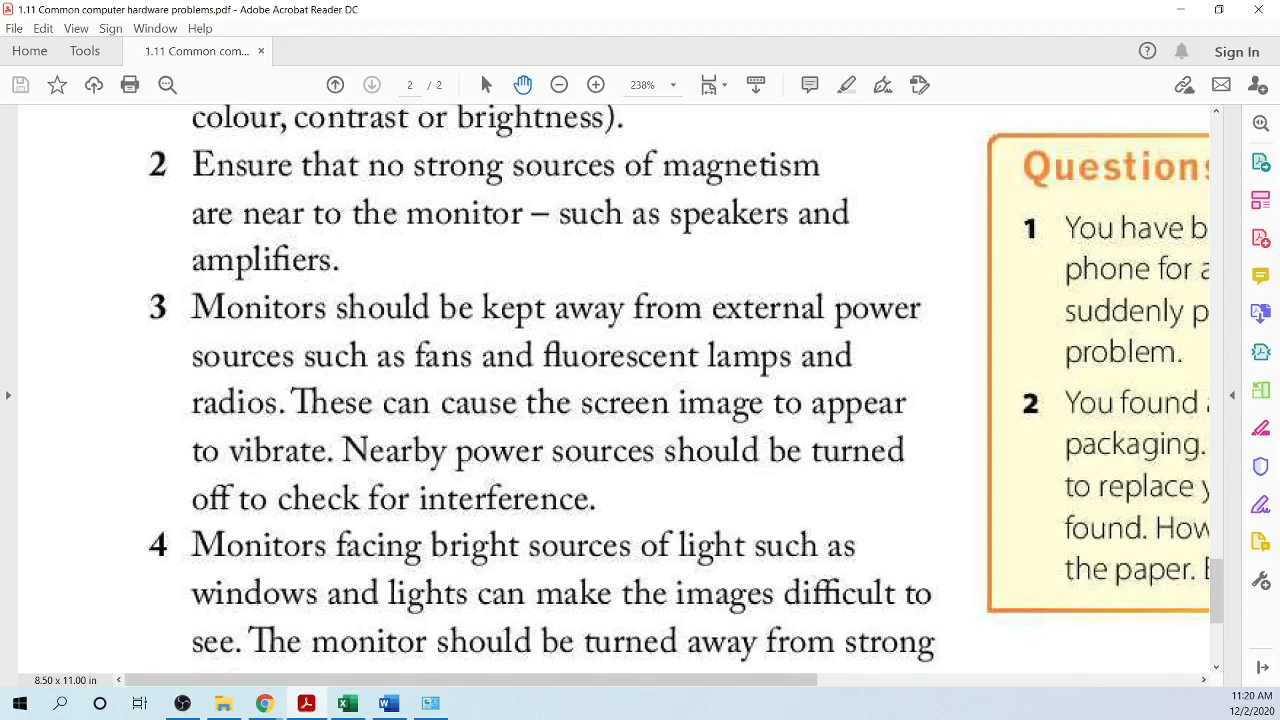 1.11 Common computer hardware problems.pdf - Adobe Acrobat Reader DC
File Edit View Sign Window Help
Home Tools 1.11 Common com... × Sign In
2 / 2 238%
colour, contrast or brightness).
2 Ensure that no strong sources of magnetism
are near to the monitor – such as speakers and
amplifiers.
3 Monitors should be kept away from external power
sources such as fans and fluorescent lamps and
radios. These can cause the screen image to appear
to vibrate. Nearby power sources should be turned
off to check for interference.
4 Monitors facing bright sources of light such as
windows and lights can make the images difficult to
see. The monitor should be turned away from strong
Questions
1 You have b
phone for a
suddenly p
problem.
2 You found a
packaging.
to replace y
found. How
the paper. E
8.50 x 11.00 in
11:20 AM
12/2/2020